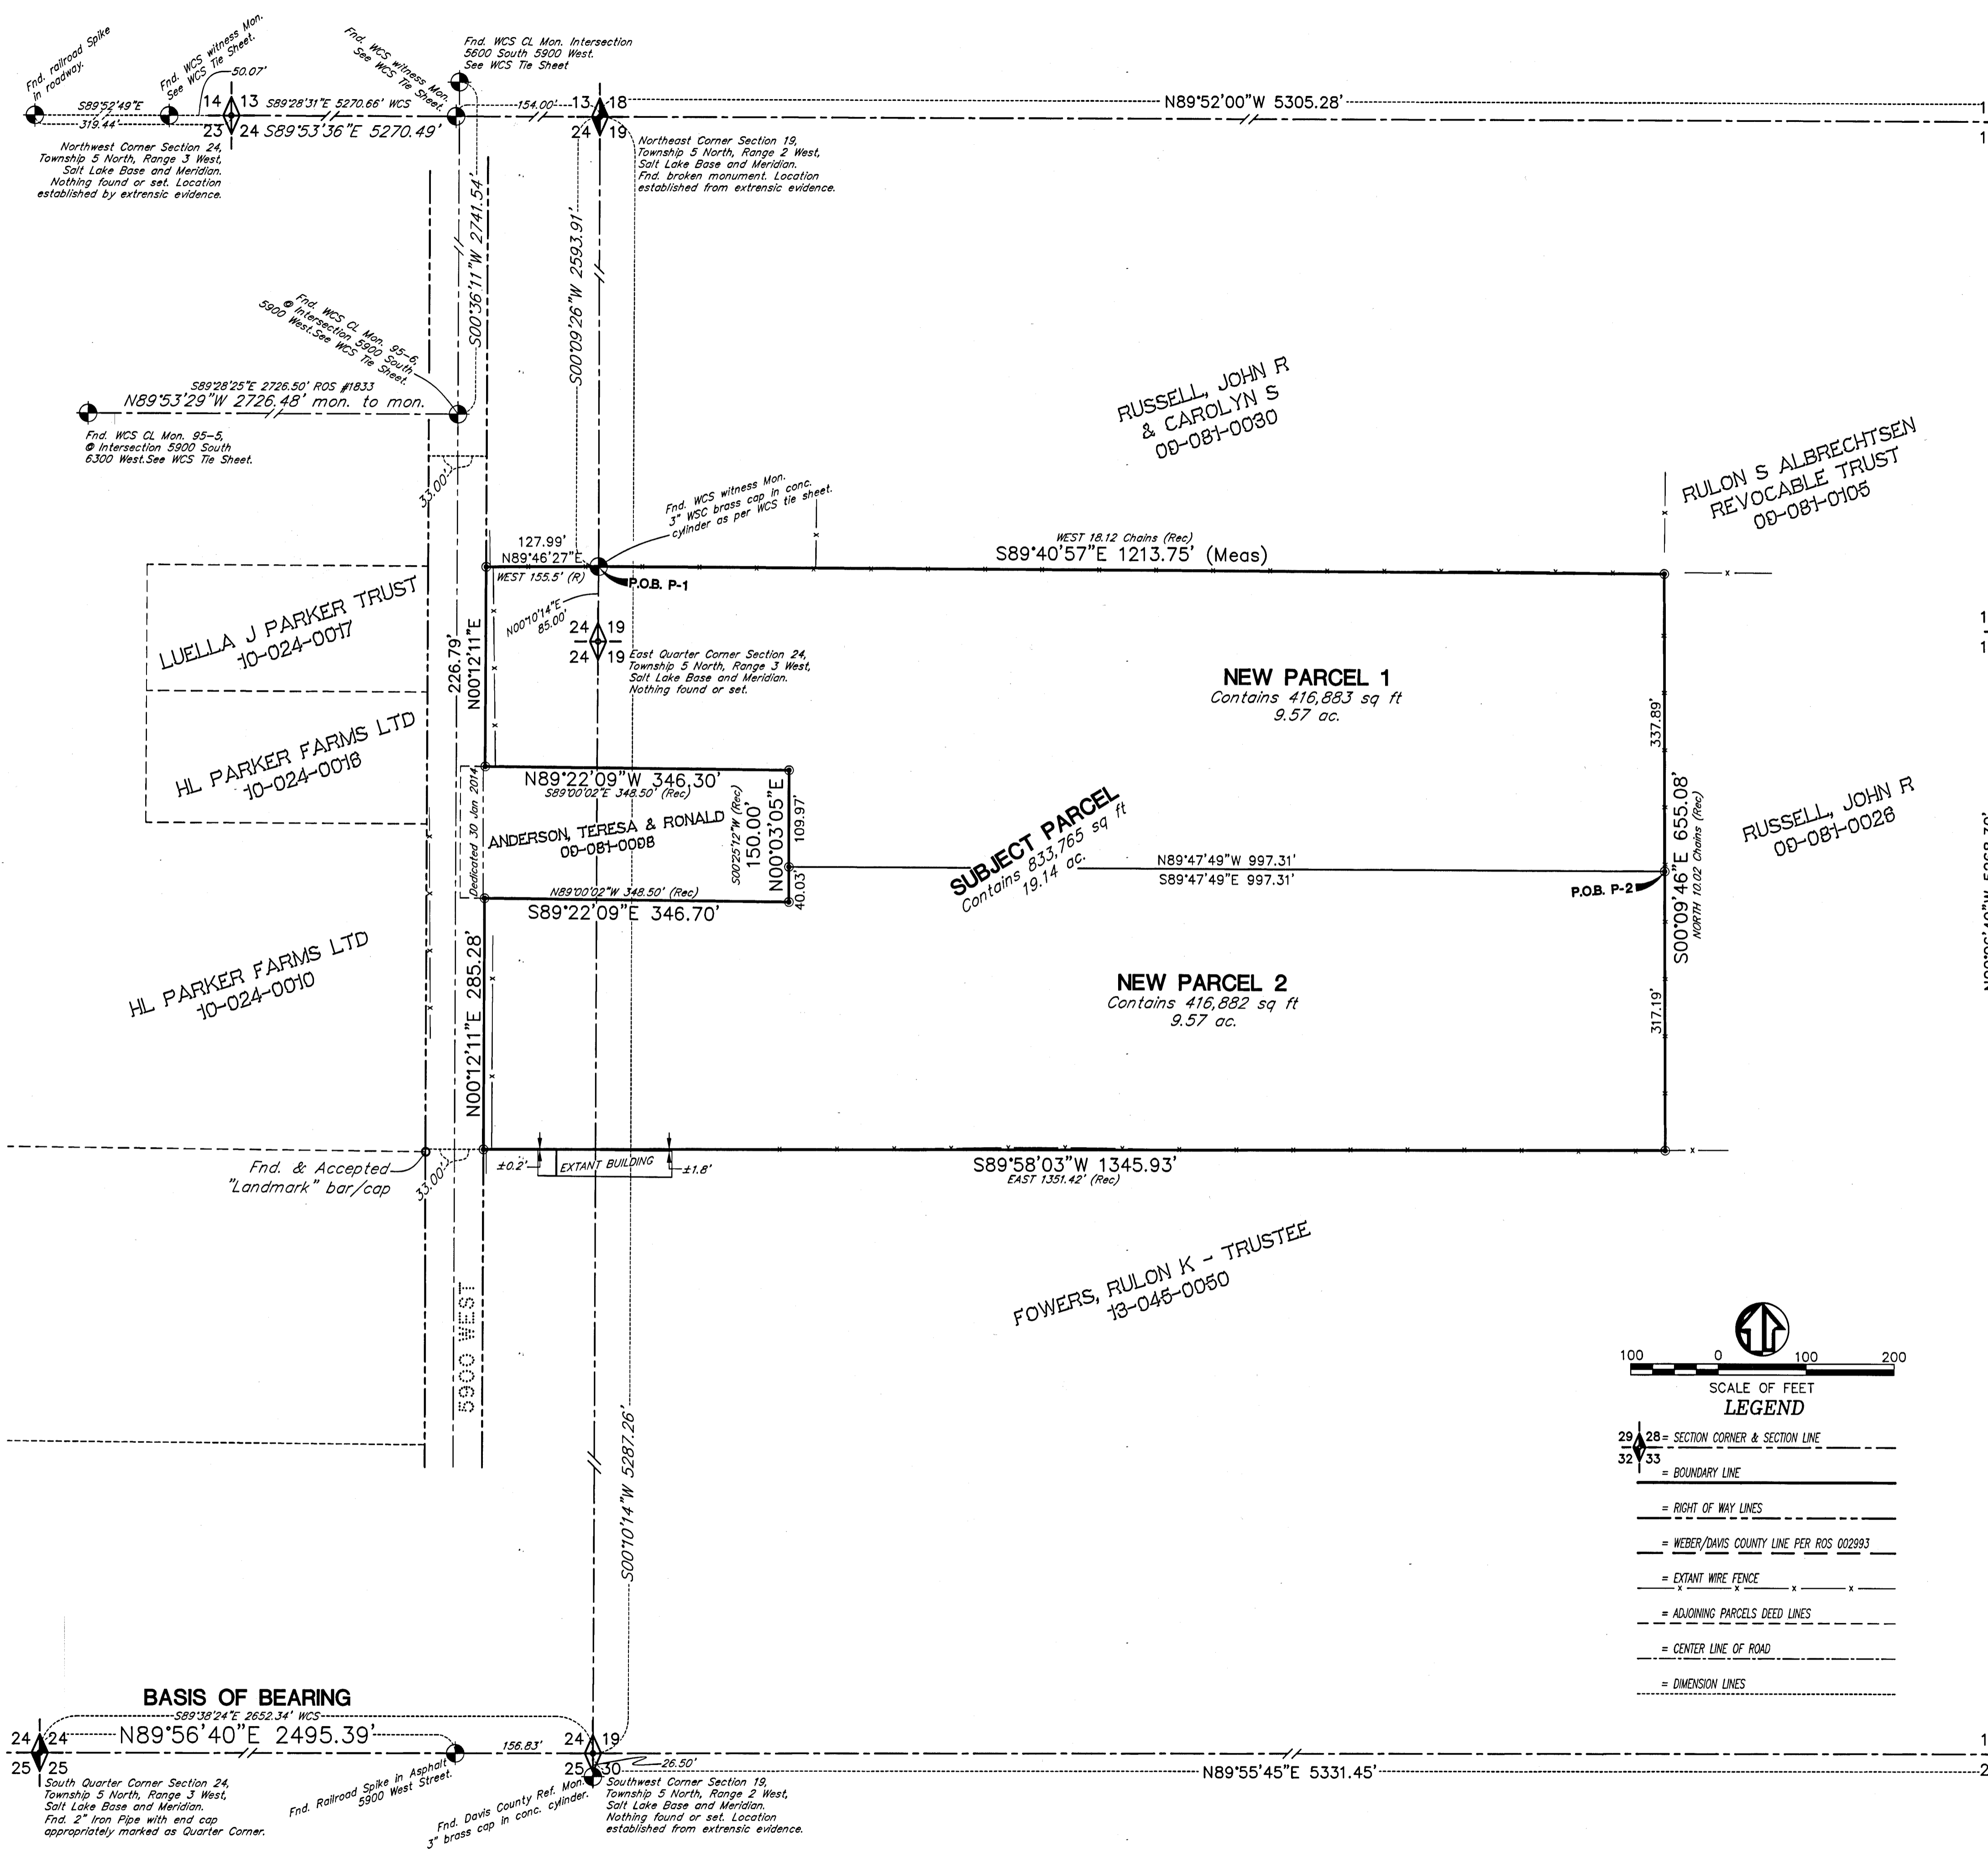 Fnd. railroad Spike
in roadway.
Fnd. WCS witness Mon.
See WCS Tie Sheet.
50.07'
Fnd. WCS witness Mon.
See WCS Tie Sheet.
Fnd. WCS CL Mon. Intersection
5600 South 5900 West.
See WCS Tie Sheet
S89°52'49"E
319.44'
14 13
23 24
S89°28'31"E 5270.66' WCS
S89°53'36"E 5270.49'
154.00'
13 18
24 19
N89°52'00"W 5305.28'
1
1
Northwest Corner Section 24,
Township 5 North, Range 3 West,
Salt Lake Base and Meridian.
Nothing found or set. Location
established by extrensic evidence.
Northeast Corner Section 19,
Township 5 North, Range 2 West,
Salt Lake Base and Meridian.
Fnd. broken monument. Location
established from extrensic evidence.
S00°36'11"W 2741.54'
S00°09'26"W 2593.91'
Fnd. WCS CL Mon. 95-6,
@ Intersection 5900 South
5900 West.See WCS Tie Sheet.
S89°28'25"E 2726.50' ROS #1833
N89°53'29"W 2726.48' mon. to mon.
Fnd. WCS CL Mon. 95-5,
@ Intersection 5900 South
6300 West.See WCS Tie Sheet.
33.00'
RUSSELL, JOHN R
& CAROLYN S
09-081-0030
RULON S ALBRECHTSEN
REVOCABLE TRUST
09-081-0105
Fnd. WCS witness Mon.
3" WSC brass cap in conc.
cylinder as per WCS tie sheet.
127.99'
N89°46'27"E
WEST 155.5' (R)
P.O.B. P-1
WEST 18.12 Chains (Rec)
S89°40'57"E 1213.75' (Meas)
N00°10'14"E
85.00'
24 19
24 19
East Quarter Corner Section 24,
Township 5 North, Range 3 West,
Salt Lake Base and Meridian.
Nothing found or set.
LUELLA J PARKER TRUST
10-024-0017
226.79'
N00°12'11"E
NEW PARCEL 1
Contains 416,883 sq ft
9.57 ac.
1
1
HL PARKER FARMS LTD
10-024-0016
337.89'
N89°22'09"W 346.30'
S89°00'02"E 348.50' (Rec)
Dedicated 30 Jan 2014
ANDERSON, TERESA & RONALD
09-081-0098
S00°25'12"W (Rec)
150.00'
N00°03'05"E
109.97'
40.03'
N89°00'02"W 348.50' (Rec)
S89°22'09"E 346.70'
SUBJECT PARCEL
Contains 833,765 sq ft
19.14 ac.
N89°47'49"W 997.31'
S89°47'49"E 997.31'
P.O.B. P-2
S00°09'46"E 655.08'
NORTH 10.02 Chains (Rec)
RUSSELL, JOHN R
09-081-0026
HL PARKER FARMS LTD
10-024-0010
N00°12'11"E 285.28'
NEW PARCEL 2
Contains 416,882 sq ft
9.57 ac.
317.19'
Fnd. & Accepted
"Landmark" bar/cap
33.00'
±0.2'
EXTANT BUILDING
±1.8'
S89°58'03"W 1345.93'
EAST 1351.42' (Rec)
FOWERS, RULON K - TRUSTEE
13-045-0050
5900 WEST
S00°10'14"W 5287.26'
100 0 100 200
SCALE OF FEET
LEGEND
29 28
32 33
= SECTION CORNER & SECTION LINE
= BOUNDARY LINE
= RIGHT OF WAY LINES
= WEBER/DAVIS COUNTY LINE PER ROS 002993
= EXTANT WIRE FENCE
= ADJOINING PARCELS DEED LINES
= CENTER LINE OF ROAD
= DIMENSION LINES
BASIS OF BEARING
S89°38'24"E 2652.34' WCS
24 24
25 25
N89°56'40"E 2495.39'
156.83'
24 19
25 30
26.50'
N89°55'45"E 5331.45'
1
2
South Quarter Corner Section 24,
Township 5 North, Range 3 West,
Salt Lake Base and Meridian.
Fnd. 2" Iron Pipe with end cap
appropriately marked as Quarter Corner.
Fnd. Railroad Spike in Asphalt
5900 West Street.
Fnd. Davis County Ref. Mon.
3" brass cap in conc. cylinder.
Southwest Corner Section 19,
Township 5 North, Range 2 West,
Salt Lake Base and Meridian.
Nothing found or set. Location
established from extrensic evidence.